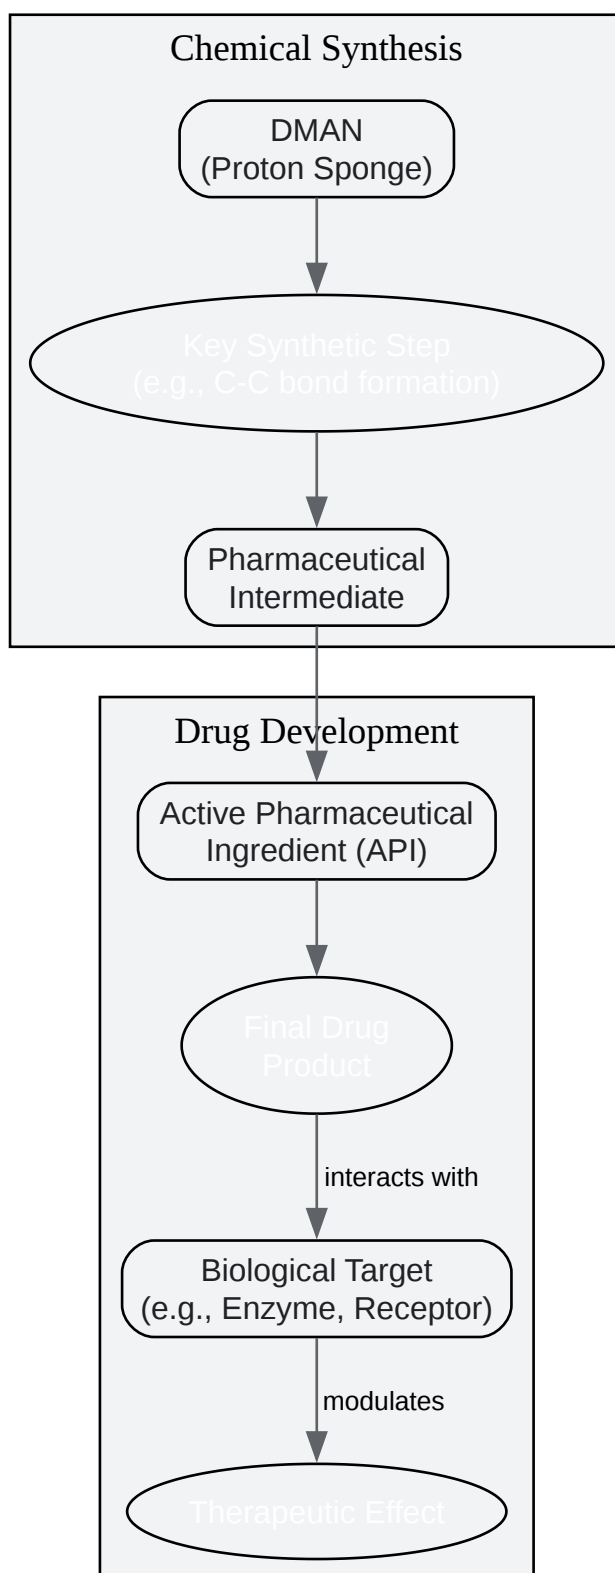 Chemical Synthesis
DMAN
(Proton Sponge)
Key Synthetic Step
(e.g., C-C bond formation)
Pharmaceutical
Intermediate
Drug Development
Active Pharmaceutical
Ingredient (API)
Final Drug
Product
interacts with
Biological Target
(e.g., Enzyme, Receptor)
modulates
Therapeutic Effect